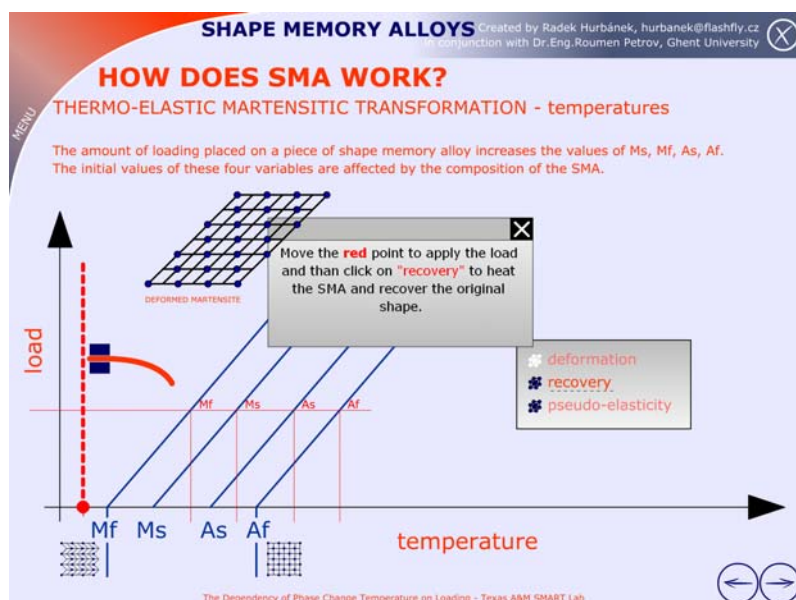 SHAPE MEMORY ALLOYS
Created by Radek Hurbánek, hurbanek@flashfly.cz
in conjunction with Dr.Eng.Roumen Petrov, Ghent University
X
MENU
HOW DOES SMA WORK?
THERMO-ELASTIC MARTENSITIC TRANSFORMATION - temperatures
The amount of loading placed on a piece of shape memory alloy increases the values of Ms, Mf, As, Af.
The initial values of these four variables are affected by the composition of the SMA.
DEFORMED MARTENSITE
Move the red point to apply the load
and than click on "recovery" to heat
the SMA and recover the original
shape.
load
deformation
recovery
pseudo-elasticity
Mf Ms As Af
Mf Ms As Af
temperature
The Dependency of Phase Change Temperature on Loading - Texas A&M SMART Lab